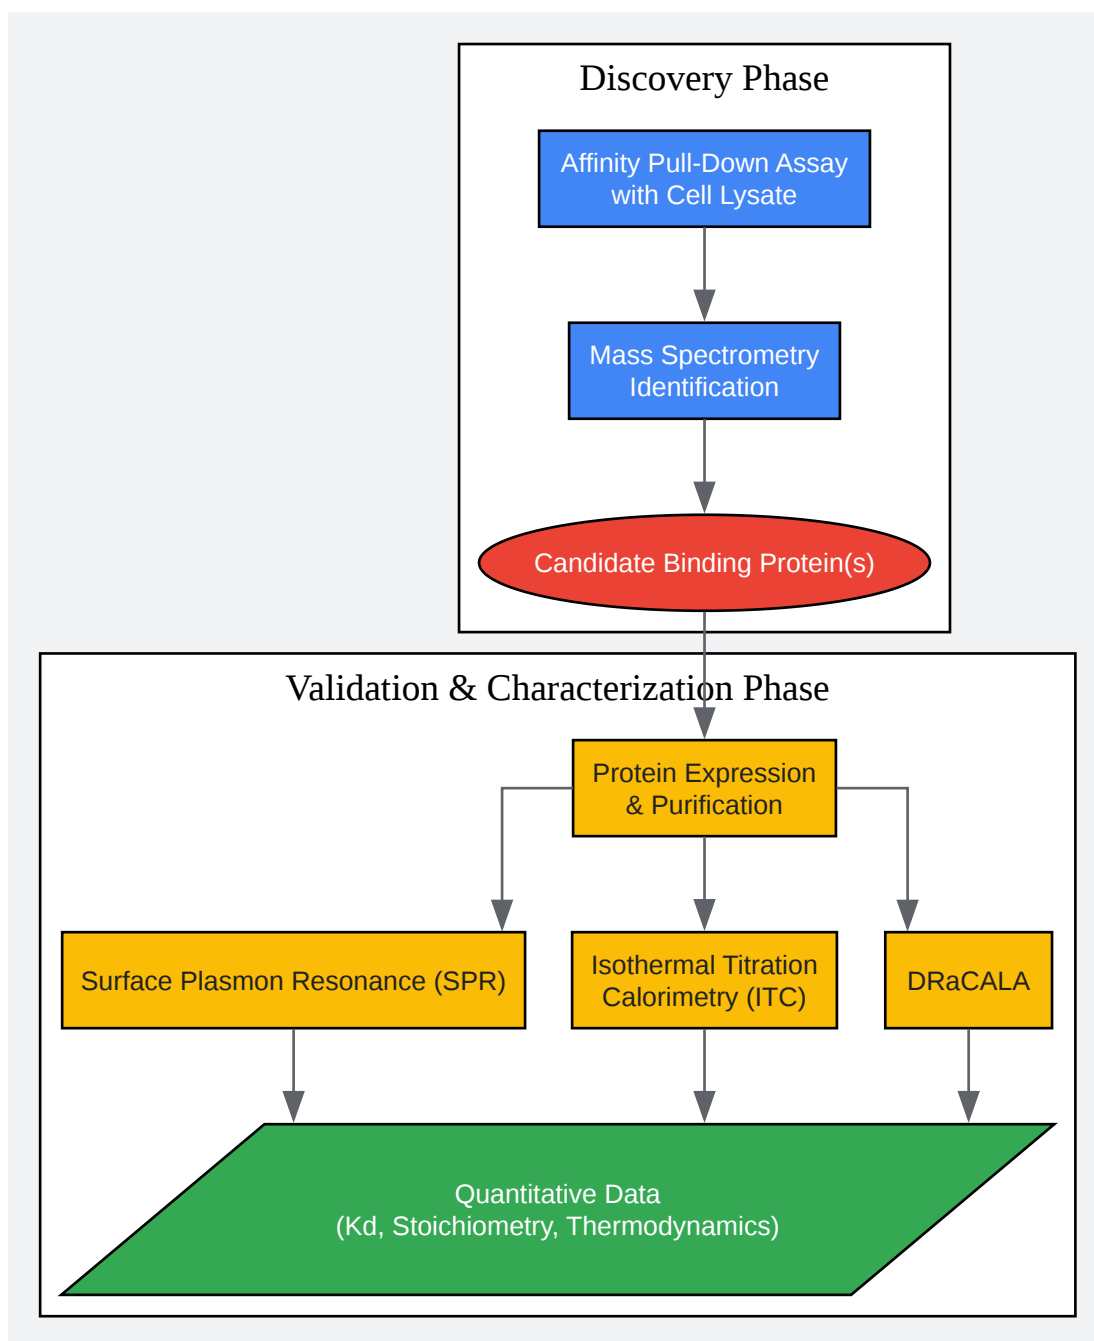 Discovery Phase
Affinity Pull-Down Assay
with Cell Lysate
Mass Spectrometry
Identification
Candidate Binding Protein(s)
Validation & Characterization Phase
Protein Expression
& Purification
Surface Plasmon Resonance (SPR)
Isothermal Titration
Calorimetry (ITC)
DRaCALA
Quantitative Data
(Kd, Stoichiometry, Thermodynamics)